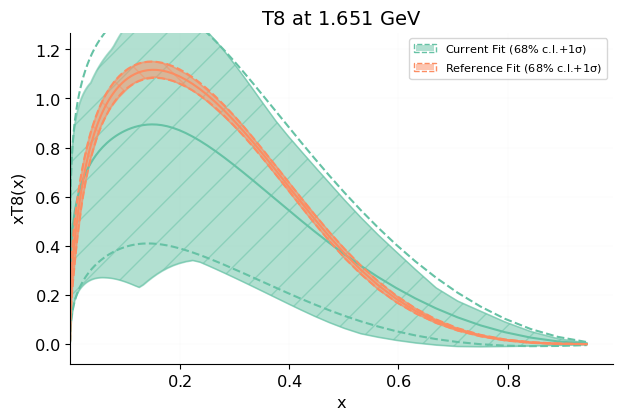 T8 at 1.651 GeV
Current Fit (68% c.l.+1σ)
Reference Fit (68% c.l.+1σ)
xT8(x)
1.2
1.0
0.8
0.6
0.4
0.2
0.0
0.2 0.4 0.6 0.8
x